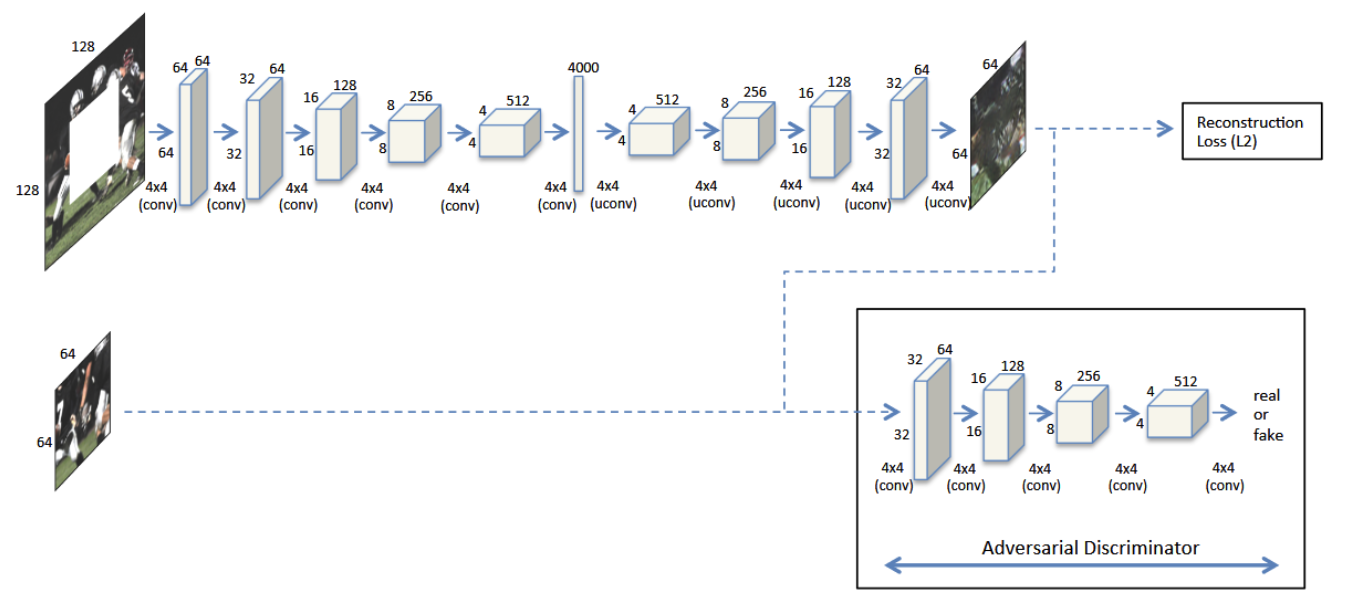 128
128
64 64
64
4x4
(conv)
32 64
32
4x4
(conv)
16 128
16
4x4
(conv)
8 256
8
4x4
(conv)
4 512
4
4x4
(conv)
4000
4x4
(conv)
4 512
4
4x4
(uconv)
8 256
8
4x4
(uconv)
16 128
16
4x4
(uconv)
32 64
32
4x4
(uconv)
64
64
4x4
(uconv)
Reconstruction
Loss (L2)
64
64
32 64
32
4x4
(conv)
16 128
16
4x4
(conv)
8 256
8
4x4
(conv)
4 512
4
4x4
(conv)
4x4
(conv)
real
or
fake
Adversarial Discriminator